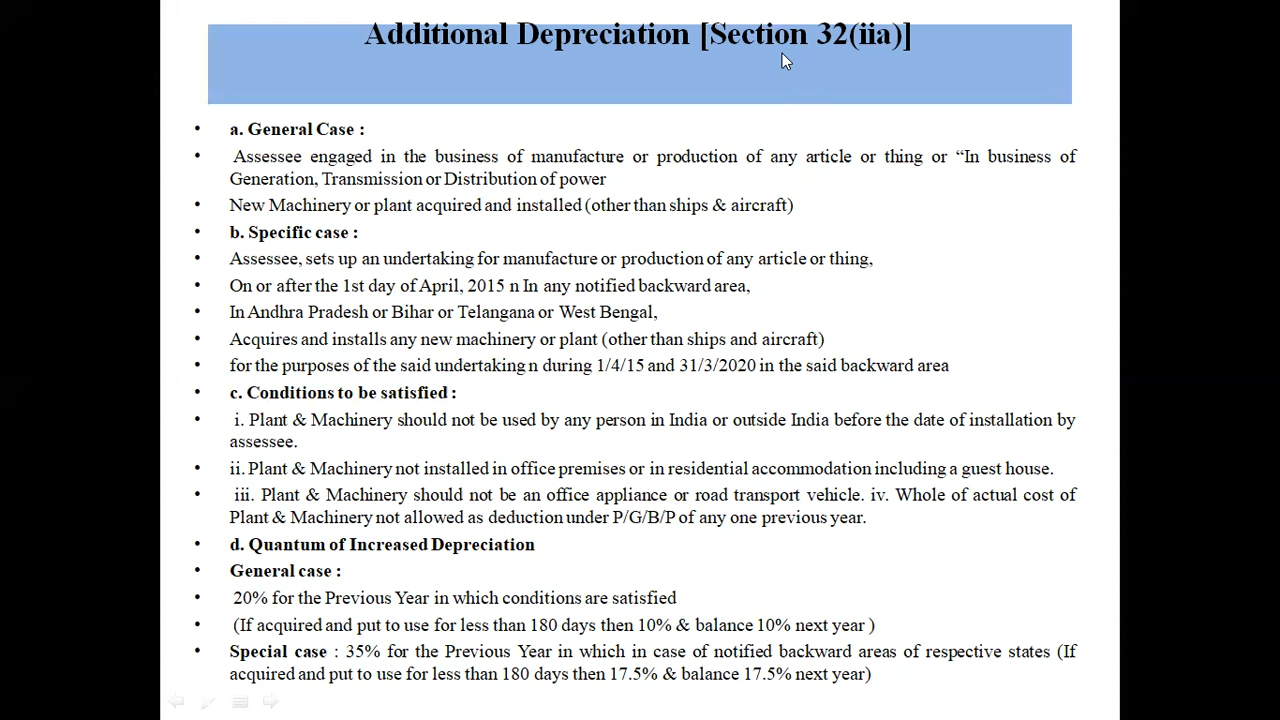 Additional Depreciation [Section 32(iia)]
• a. General Case :
• Assessee engaged in the business of manufacture or production of any article or thing or “In business of
Generation, Transmission or Distribution of power
• New Machinery or plant acquired and installed (other than ships & aircraft)
• b. Specific case :
• Assessee, sets up an undertaking for manufacture or production of any article or thing,
• On or after the 1st day of April, 2015 n In any notified backward area,
• In Andhra Pradesh or Bihar or Telangana or West Bengal,
• Acquires and installs any new machinery or plant (other than ships and aircraft)
• for the purposes of the said undertaking n during 1/4/15 and 31/3/2020 in the said backward area
• c. Conditions to be satisfied :
• i. Plant & Machinery should not be used by any person in India or outside India before the date of installation by
assessee.
• ii. Plant & Machinery not installed in office premises or in residential accommodation including a guest house.
• iii. Plant & Machinery should not be an office appliance or road transport vehicle. iv. Whole of actual cost of
Plant & Machinery not allowed as deduction under P/G/B/P of any one previous year.
• d. Quantum of Increased Depreciation
• General case :
• 20% for the Previous Year in which conditions are satisfied
• (If acquired and put to use for less than 180 days then 10% & balance 10% next year )
• Special case : 35% for the Previous Year in which in case of notified backward areas of respective states (If
acquired and put to use for less than 180 days then 17.5% & balance 17.5% next year)